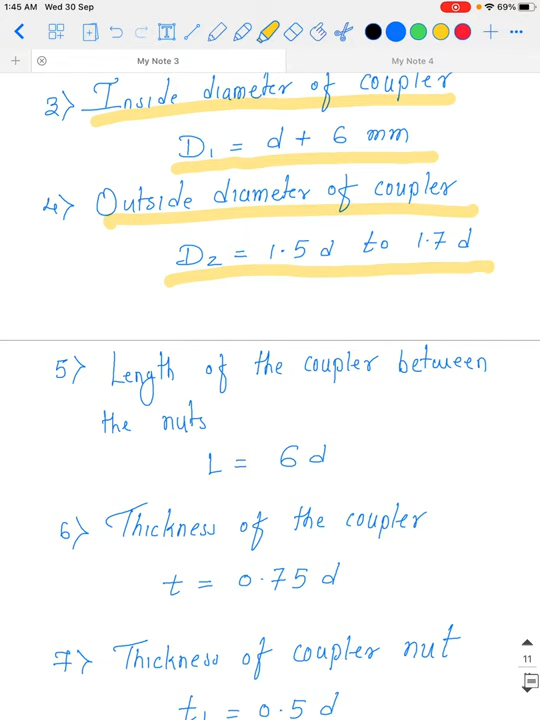 1:45 AM Wed 30 Sep
69%
My Note 3
My Note 4
3> Inside diameter of coupler
D1 = d + 6 mm
4> Outside diameter of coupler
D2 = 1.5 d to 1.7 d
5> Length of the coupler between
the nuts
L = 6 d
6> Thickness of the coupler
t = 0.75 d
7> Thickness of coupler nut
t1 = 0.5 d
11